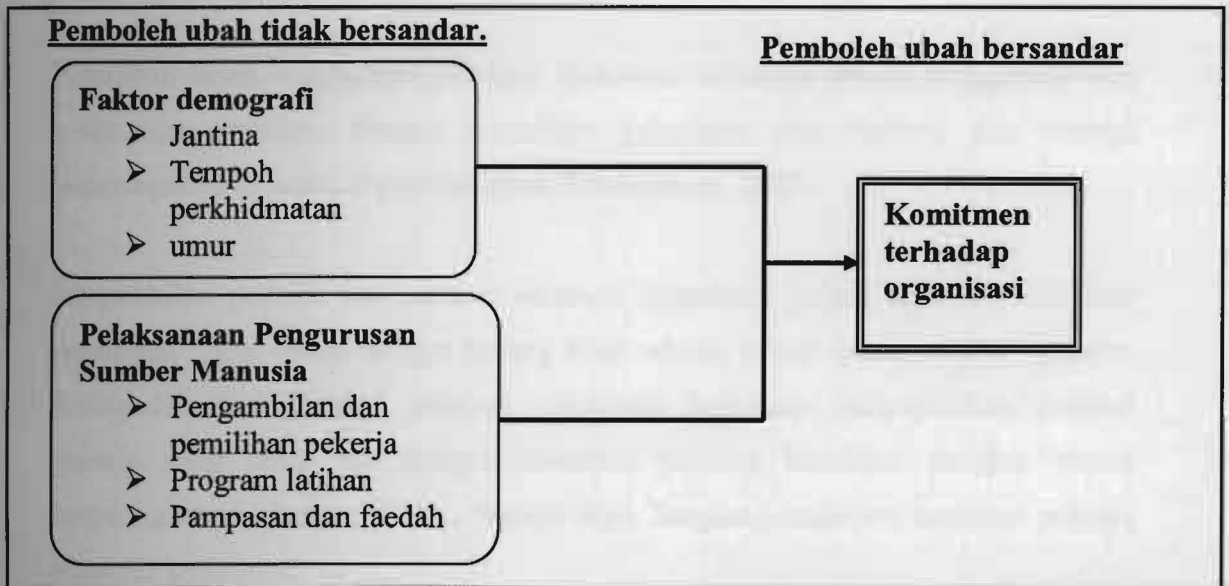 Pemboleh ubah tidak bersandar.
Faktor demografi
➤ Jantina
➤ Tempoh
perkhidmatan
➤ umur
Pelaksanaan Pengurusan
Sumber Manusia
➤ Pengambilan dan
pemilihan pekerja
➤ Program latihan
➤ Pampasan dan faedah
Pemboleh ubah bersandar
Komitmen
terhadap
organisasi